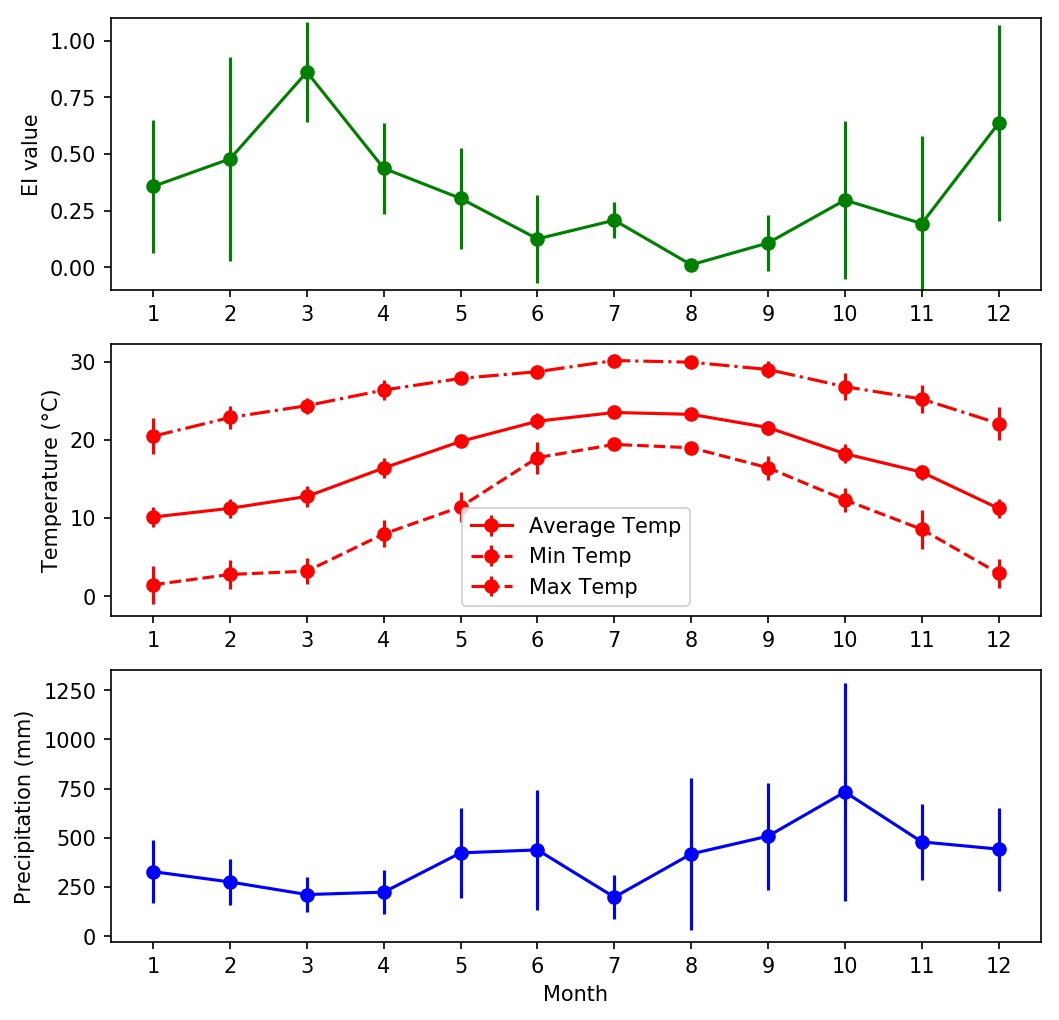 EI value
1.00
0.75
0.50
0.25
0.00
1 2 3 4 5 6 7 8 9 10 11 12
Temperature (°C)
30
20
10
0
Average Temp
Min Temp
Max Temp
1 2 3 4 5 6 7 8 9 10 11 12
Precipitation (mm)
1250
1000
750
500
250
0
1 2 3 4 5 6 7 8 9 10 11 12
Month